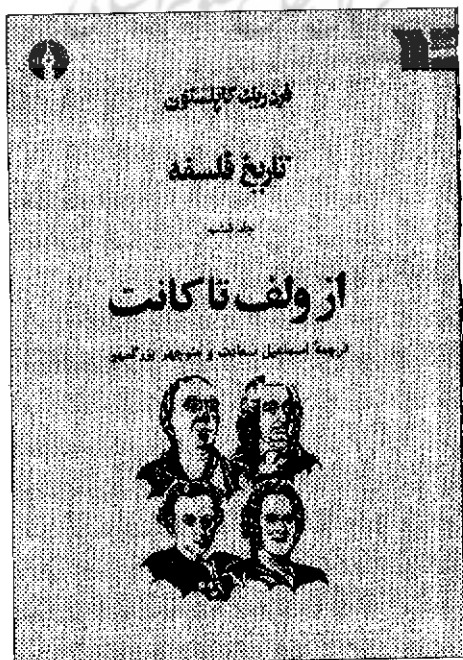 فردریک کاپلستون
تاریخ فلسفه
جلد ششم
از ولف تا کانت
ترجمهٔ اسماعیل سعادت و منوچهر بزرگمهر